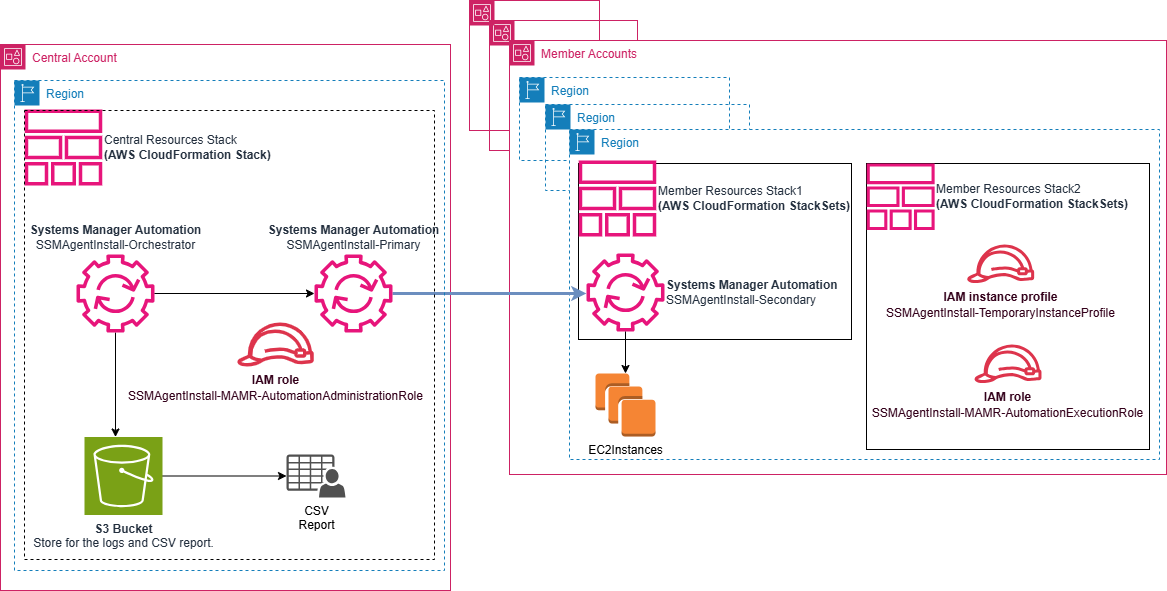 Central Account
Region
Central Resources Stack
(AWS CloudFormation Stack)
Systems Manager Automation
SSMAgentInstall-Orchestrator
Systems Manager Automation
SSMAgentInstall-Primary
IAM role
SSMAgentInstall-MAMR-AutomationAdministrationRole
S3 Bucket
Store for the logs and CSV report.
CSV
Report
Member Accounts
Region
Region
Region
Member Resources Stack1
(AWS CloudFormation StackSets)
Systems Manager Automation
SSMAgentInstall-Secondary
EC2Instances
Member Resources Stack2
(AWS CloudFormation StackSets)
IAM instance profile
SSMAgentInstall-TemporaryInstanceProfile
IAM role
SSMAgentInstall-MAMR-AutomationExecutionRole